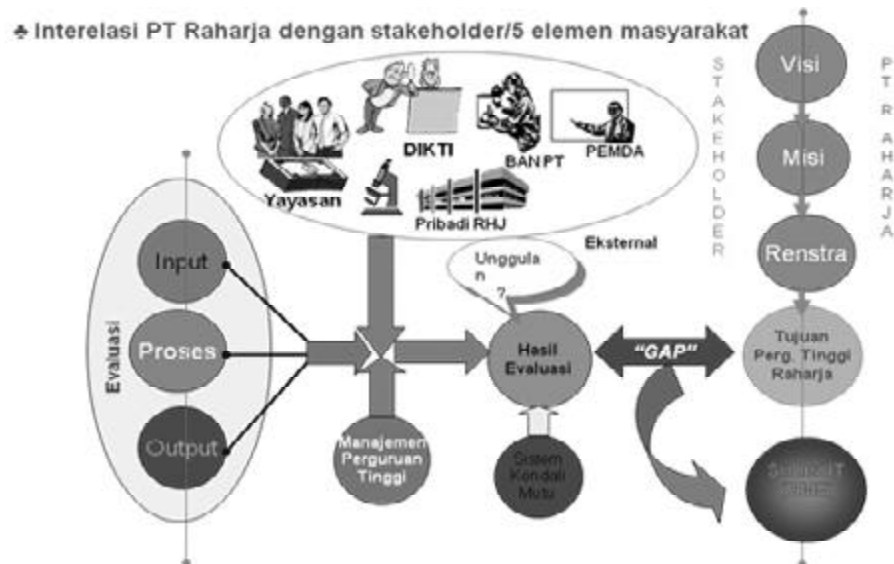 ♣ Interelasi PT Raharja dengan stakeholder/5 elemen masyarakat
DIKTI
BAN PT
PEMDA
Yayasan
Pribadi RHJ
Eksternal
STAKEHOLDER
PT RAHARJA
Visi
Misi
Renstra
Tujuan
Perg. Tinggi
Raharja
Evaluasi
Input
Proses
Output
Unggula
n
?
Hasil
Evaluasi
"GAP"
Manajemen
Perguruan
Tinggi
Sistem
Kendali
Mutu